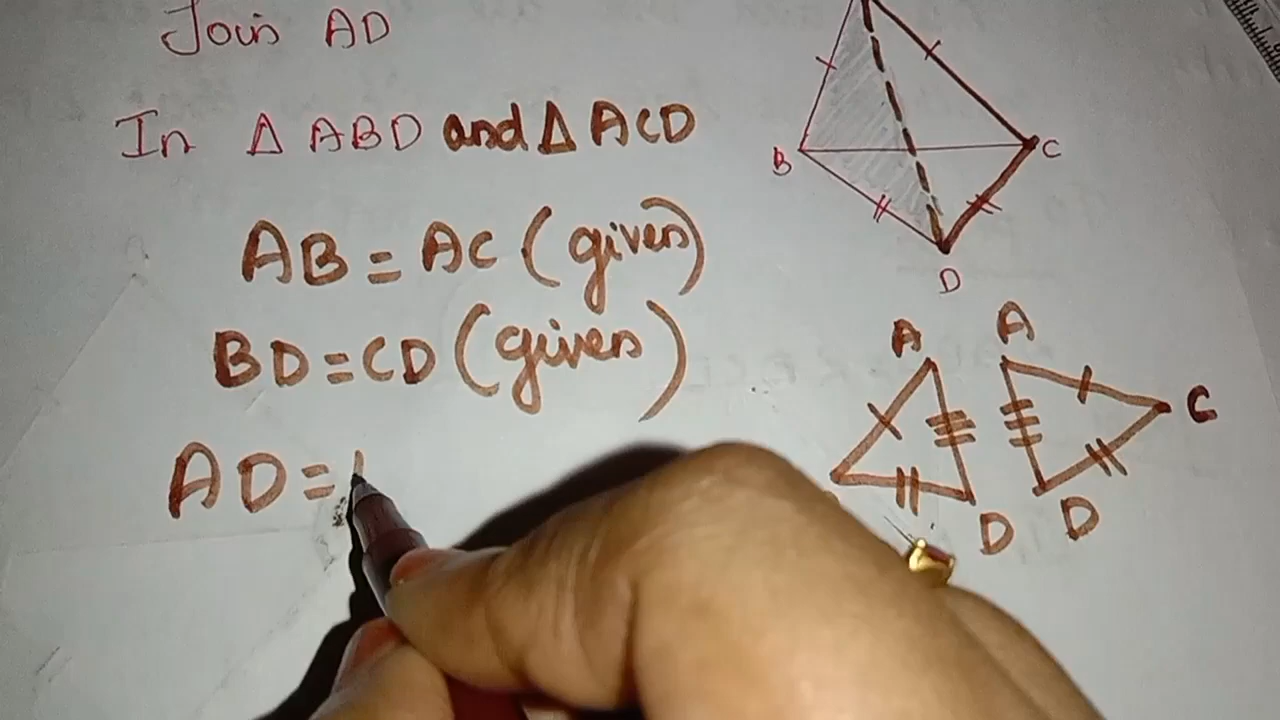 Join AD
In Δ ABD and Δ ACD
AB = AC (given)
BD = CD (given)
AD =
B
C
D
A
A
C
D
D